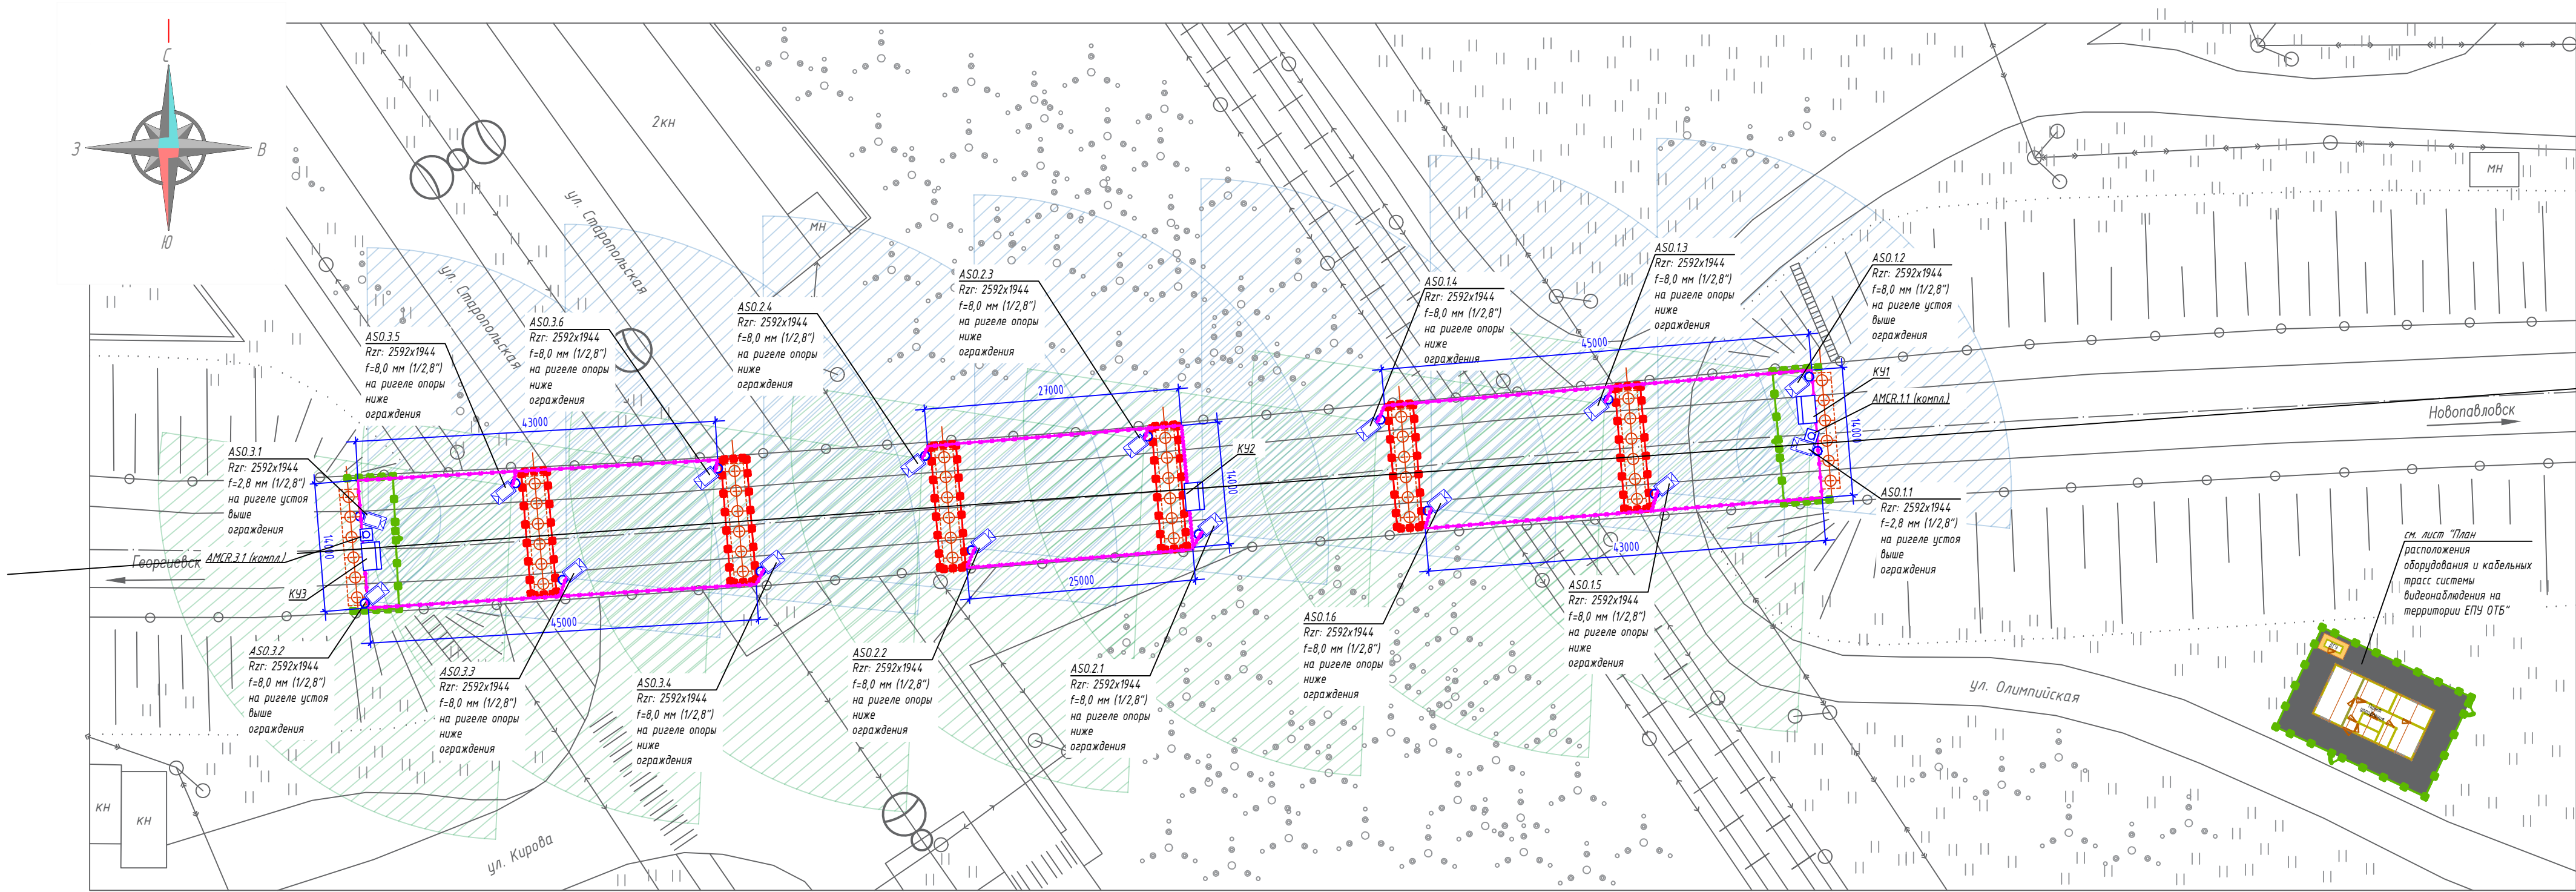 С
З
В
Ю
2кн
ул. Старопольская
ул. Старопольская
мн
мн
AS0.3.5
Rzr: 2592x1944
f=8,0 мм (1/2,8")
на ригеле опоры
ниже
ограждения
AS0.3.6
Rzr: 2592x1944
f=8,0 мм (1/2,8")
на ригеле опоры
ниже
ограждения
AS0.2.4
Rzr: 2592x1944
f=8,0 мм (1/2,8")
на ригеле опоры
ниже
ограждения
AS0.2.3
Rzr: 2592x1944
f=8,0 мм (1/2,8")
на ригеле опоры
ниже
ограждения
AS0.1.4
Rzr: 2592x1944
f=8,0 мм (1/2,8")
на ригеле опоры
ниже
ограждения
AS0.1.3
Rzr: 2592x1944
f=8,0 мм (1/2,8")
на ригеле опоры
ниже
ограждения
AS0.1.2
Rzr: 2592x1944
f=8,0 мм (1/2,8")
на ригеле устоя
выше
ограждения
45000
КУ1
AMCR.1.1 (компл.)
14000
Новопавловск
27000
43000
AS0.3.1
Rzr: 2592x1944
f=2,8 мм (1/2,8")
на ригеле устоя
выше
ограждения
14000
AMCR.3.1 (компл.)
Георгиевск
КУ3
КУ2
14000
AS0.1.1
Rzr: 2592x1944
f=2,8 мм (1/2,8")
на ригеле устоя
выше
ограждения
см. лист "План
расположения
оборудования и кабельных
трасс системы
видеонаблюдения на
территории ЕПУ ОТБ"
43000
25000
45000
AS0.3.2
Rzr: 2592x1944
f=8,0 мм (1/2,8")
на ригеле устоя
выше
ограждения
AS0.3.3
Rzr: 2592x1944
f=8,0 мм (1/2,8")
на ригеле опоры
ниже
ограждения
AS0.3.4
Rzr: 2592x1944
f=8,0 мм (1/2,8")
на ригеле опоры
ниже
ограждения
AS0.2.2
Rzr: 2592x1944
f=8,0 мм (1/2,8")
на ригеле опоры
ниже
ограждения
AS0.2.1
Rzr: 2592x1944
f=8,0 мм (1/2,8")
на ригеле опоры
ниже
ограждения
AS0.1.6
Rzr: 2592x1944
f=8,0 мм (1/2,8")
на ригеле опоры
ниже
ограждения
AS0.1.5
Rzr: 2592x1944
f=8,0 мм (1/2,8")
на ригеле опоры
ниже
ограждения
ул. Олимпийская
кн
кн
ул. Кирова